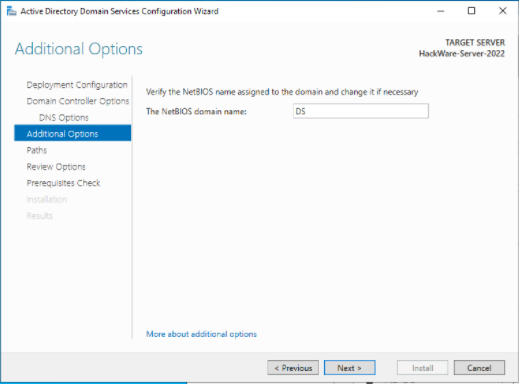 Active Directory Domain Services Configuration Wizard
Additional Options
TARGET SERVER
HackWare-Server-2022
Deployment Configuration
Domain Controller Options
DNS Options
Additional Options
Paths
Review Options
Prerequisites Check
Installation
Results
Verify the NetBIOS name assigned to the domain and change it if necessary
The NetBIOS domain name:
DS
More about additional options
< Previous
Next >
Install
Cancel